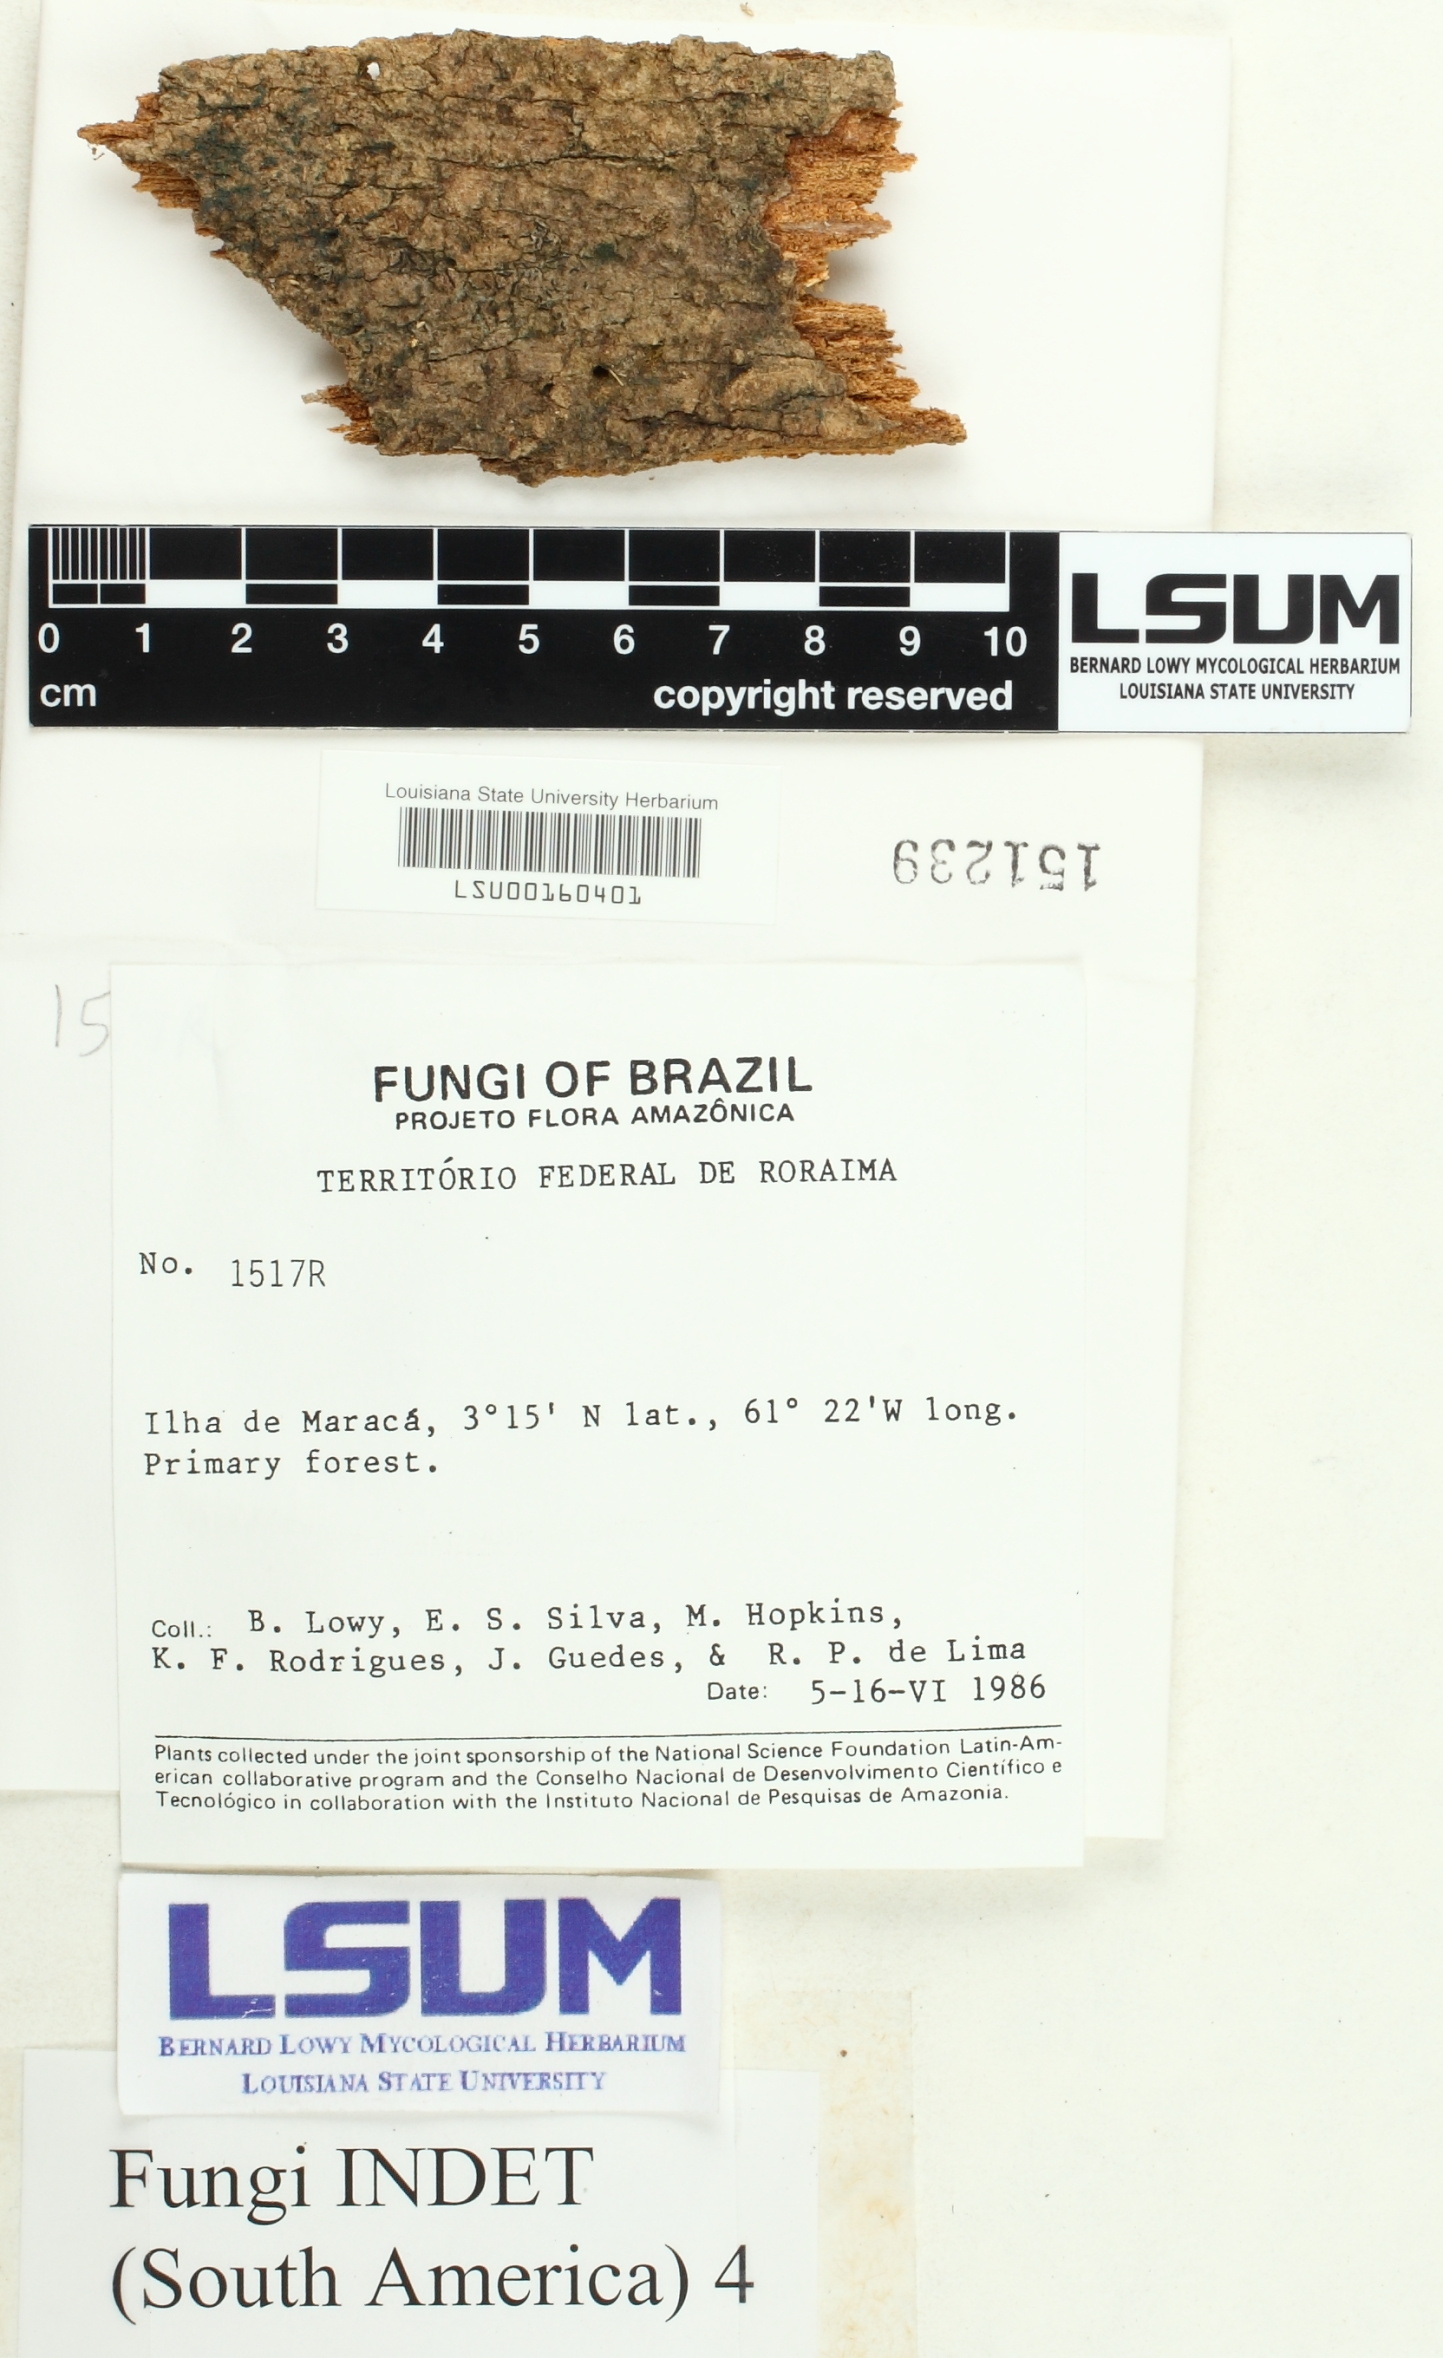 0 1 2 3 4 5 6 7 8 9 10
cm copyright reserved
LSUM
BERNARD LOWY MYCOLOGICAL HERBARIUM
LOUISIANA STATE UNIVERSITY
Louisiana State University Herbarium
LSU00160401
151239
15
FUNGI OF BRAZIL
PROJETO FLORA AMAZÔNICA
TERRITÓRIO FEDERAL DE RORAIMA
No. 1517R
Ilha de Maracá, 3°15' N lat., 61° 22'W long.
Primary forest.
Coll.: B. Lowy, E. S. Silva, M. Hopkins,
K. F. Rodrigues, J. Guedes, & R. P. de Lima
Date: 5-16-VI 1986
Plants collected under the joint sponsorship of the National Science Foundation Latin-Am-
erican collaborative program and the Conselho Nacional de Desenvolvimento Científico e
Tecnológico in collaboration with the Instituto Nacional de Pesquisas de Amazonia.
LSUM
BERNARD LOWY MYCOLOGICAL HERBARIUM
LOUISIANA STATE UNIVERSITY
Fungi INDET
(South America) 4